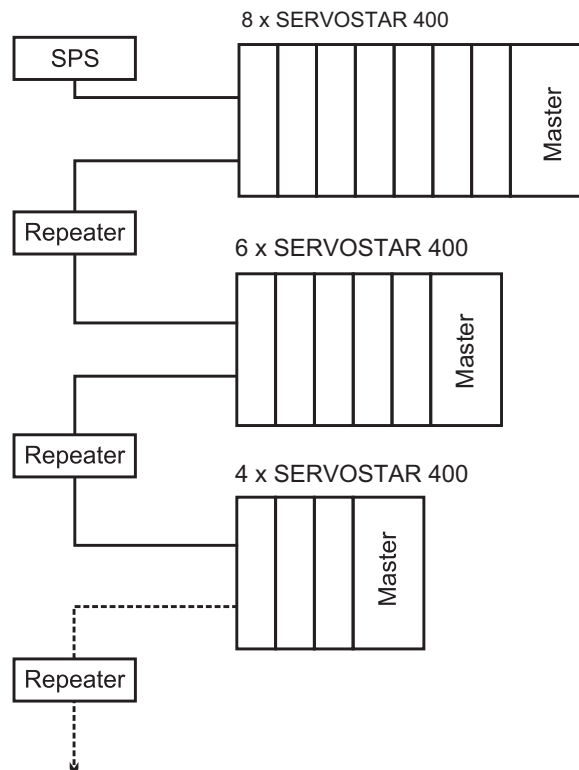 8 x SERVOSTAR 400
SPS
Master
Repeater
6 x SERVOSTAR 400
Master
Repeater
4 x SERVOSTAR 400
Master
Repeater